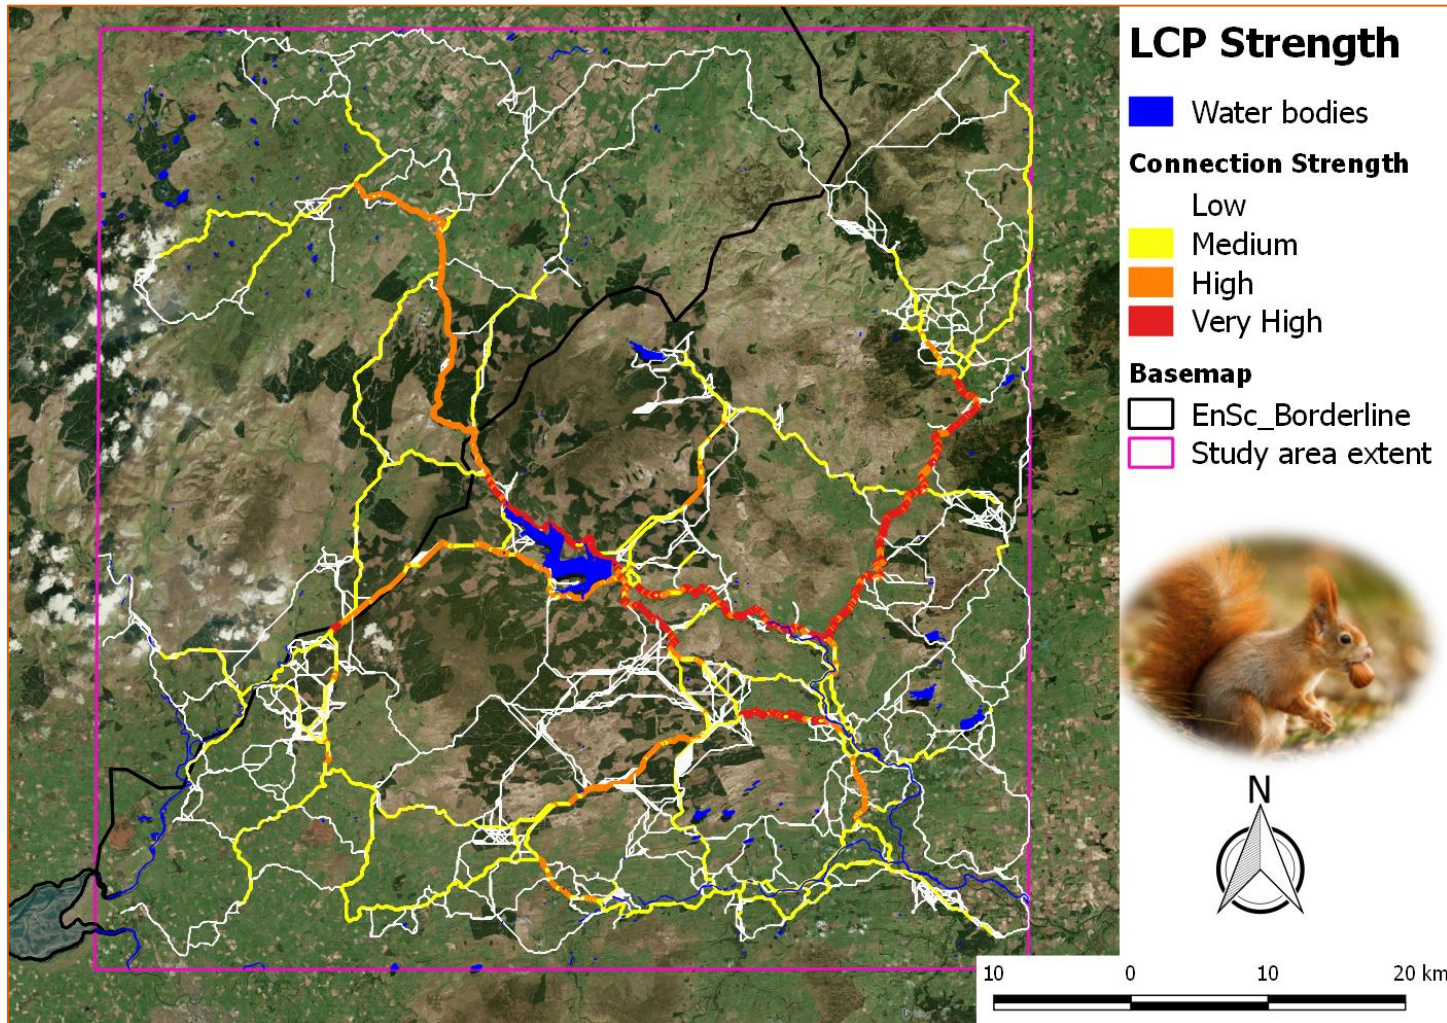 LCP Strength
Water bodies
Connection Strength
Low
Medium
High
Very High
Basemap
EnSc_Borderline
Study area extent
N
10 0 10 20 km